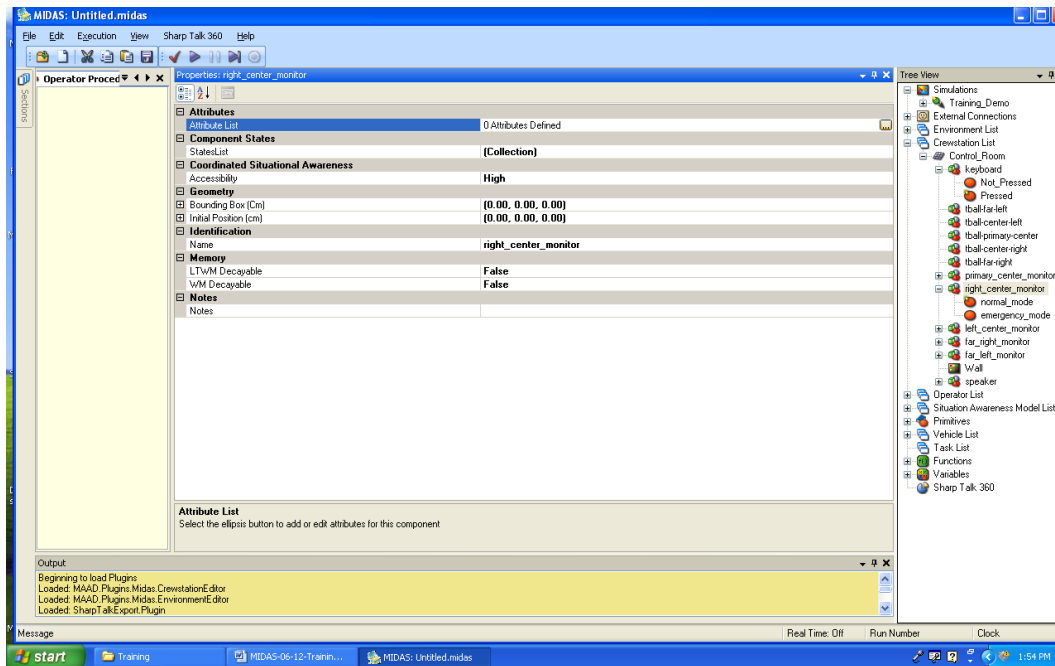 MIDAS: Untitled.midas
File Edit Execution View Sharp Talk 360 Help
Sections
Operator Proced
Properties: right_center_monitor
Attributes
Attribute List 0 Attributes Defined
Component States
StatesList (Collection)
Coordinated Situational Awareness
Accessibility High
Geometry
Bounding Box (Cm) (0.00, 0.00, 0.00)
Initial Position (cm) (0.00, 0.00, 0.00)
Identification
Name right_center_monitor
Memory
LTWM Decayable False
WM Decayable False
Notes
Notes
Attribute List
Select the ellipsis button to add or edit attributes for this component
Tree View
Simulations
Training_Demo
External Connections
Environment List
Crewstation List
Control_Room
keyboard
Not_Pressed
Pressed
tball-far-left
tball-center-left
tball-primary-center
tball-center-right
tball-far-right
primary_center_monitor
right_center_monitor
normal_mode
emergency_mode
left_center_monitor
far_right_monitor
far_left_monitor
Wall
speaker
Operator List
Situation Awareness Model List
Primitives
Vehicle List
Task List
Functions
Variables
Sharp Talk 360
Output
Beginning to load Plugins
Loaded: MAAD.Plugins.Midas.CrewstationEditor
Loaded: MAAD.Plugins.Midas.EnvironmentEditor
Loaded: SharpTalkExport.Plugin
Message Real Time: Off Run Number Clock
start Training MIDAS-06-12-Trainin... MIDAS: Untitled.midas 1:54 PM